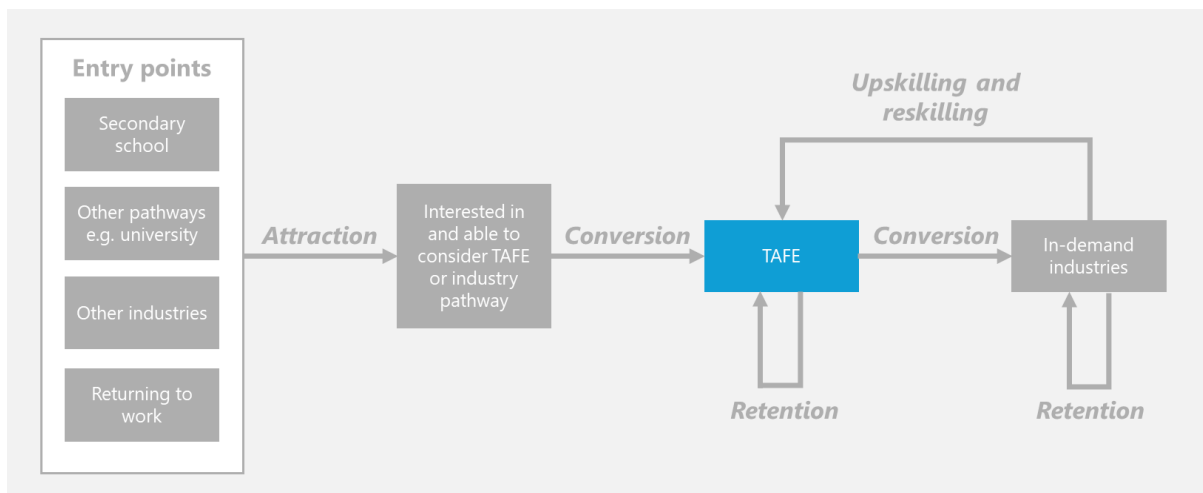 Entry points
Secondary
school
Other pathways
e.g. university
Other industries
Returning to
work
Attraction
Interested in
and able to
consider TAFE
or industry
pathway
Conversion
TAFE
Retention
Conversion
Upskilling and
reskilling
In-demand
industries
Retention